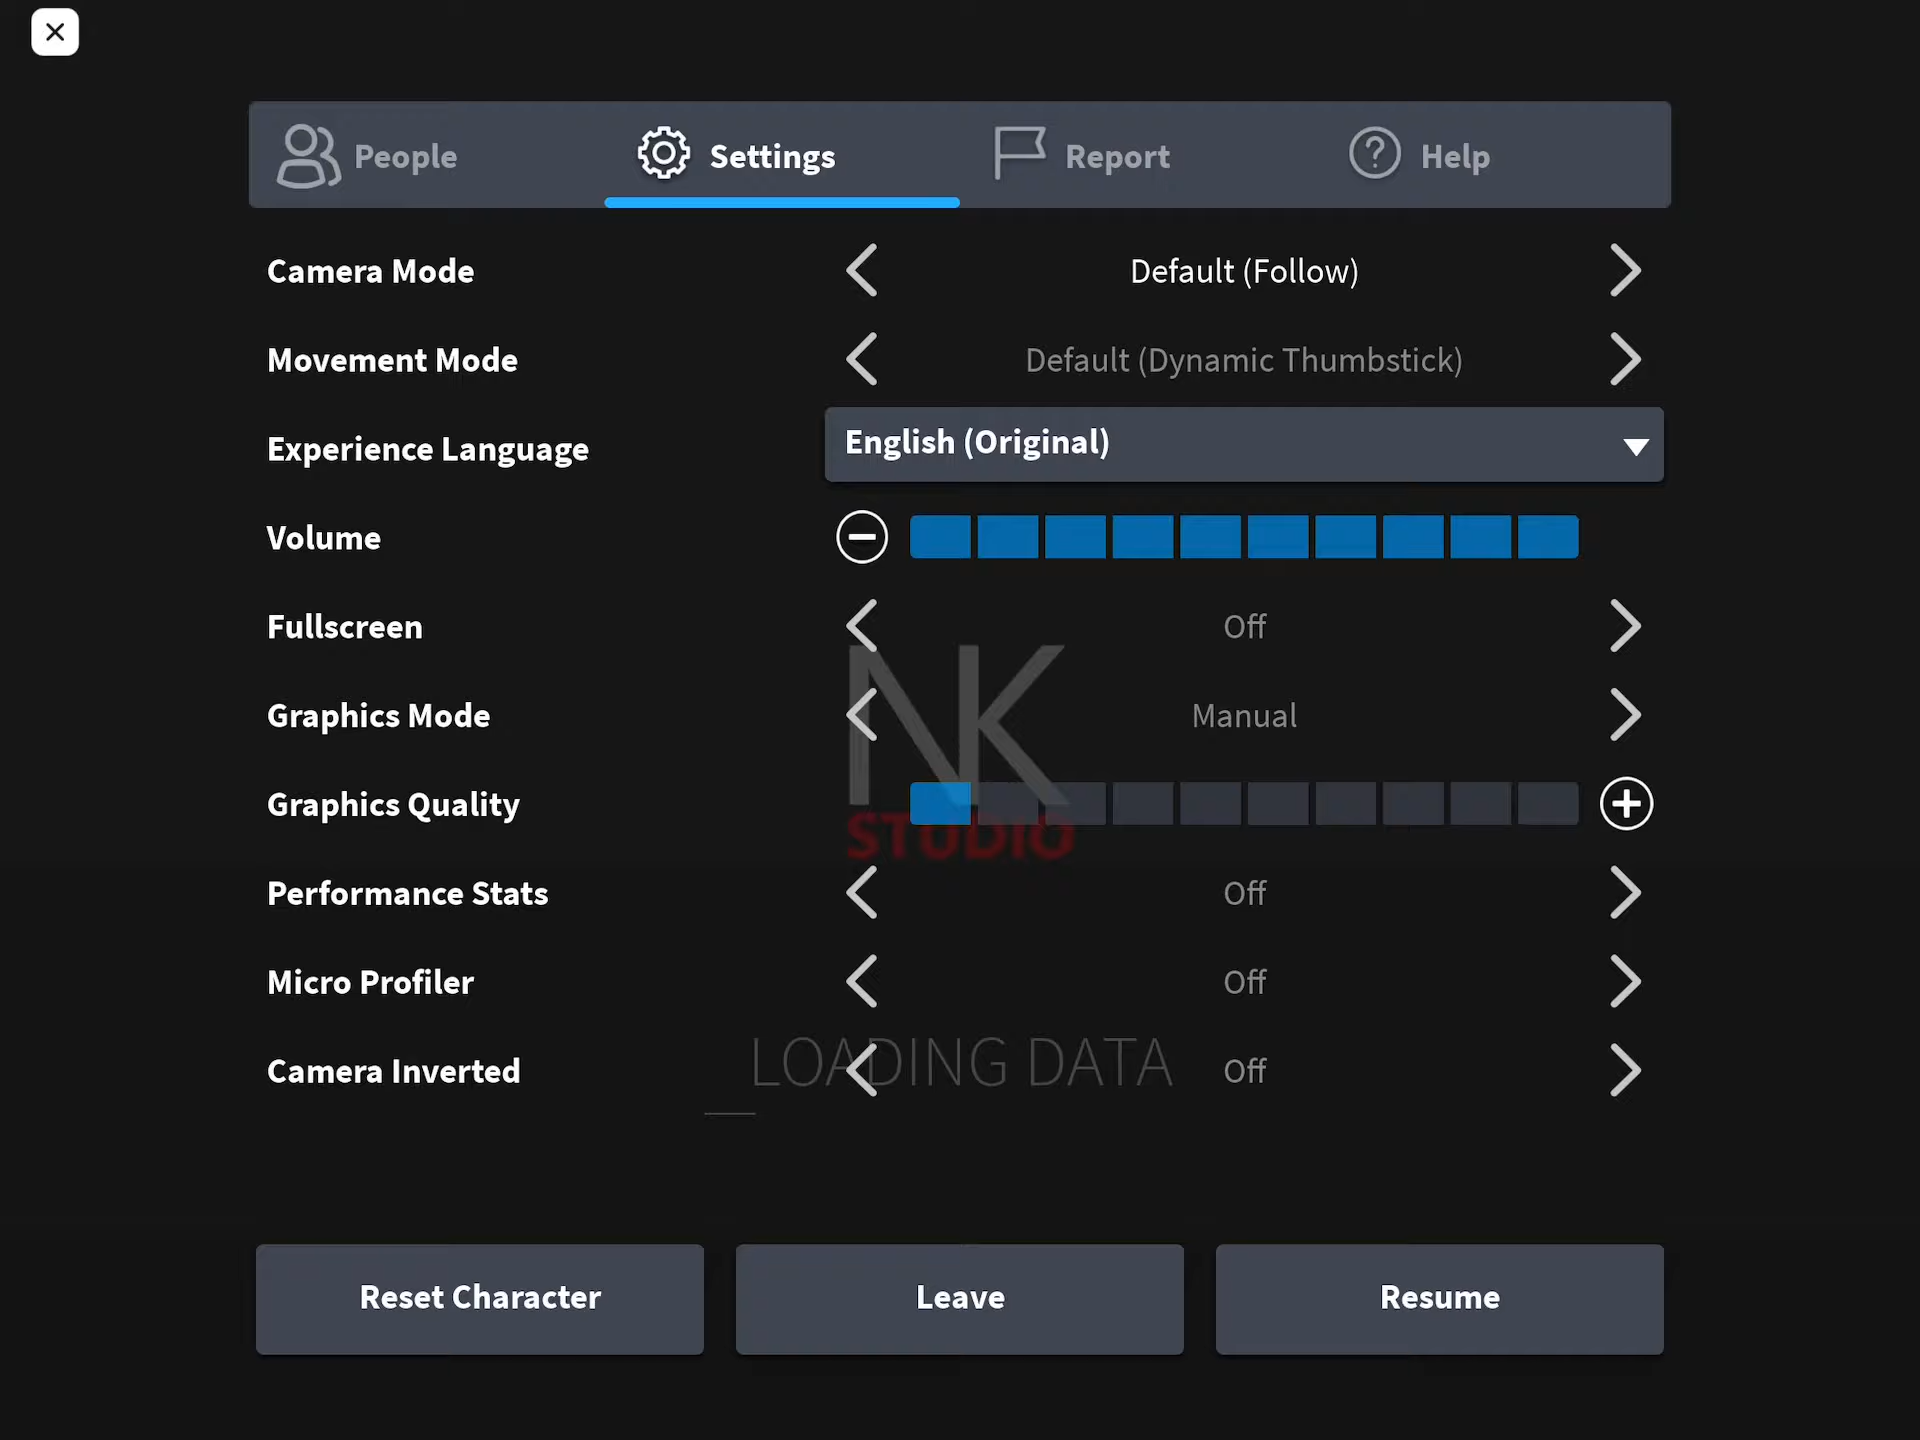 People
Settings
Report
Help
Camera Mode
Default (Follow)
Movement Mode
Default (Dynamic Thumbstick)
Experience Language
English (Original)
Volume
Fullscreen
Off
Graphics Mode
Manual
NK
Graphics Quality
STUDIO
Performance Stats
Off
Micro Profiler
Off
LOADING DATA
Camera Inverted
Off
Reset Character
Leave
Resume